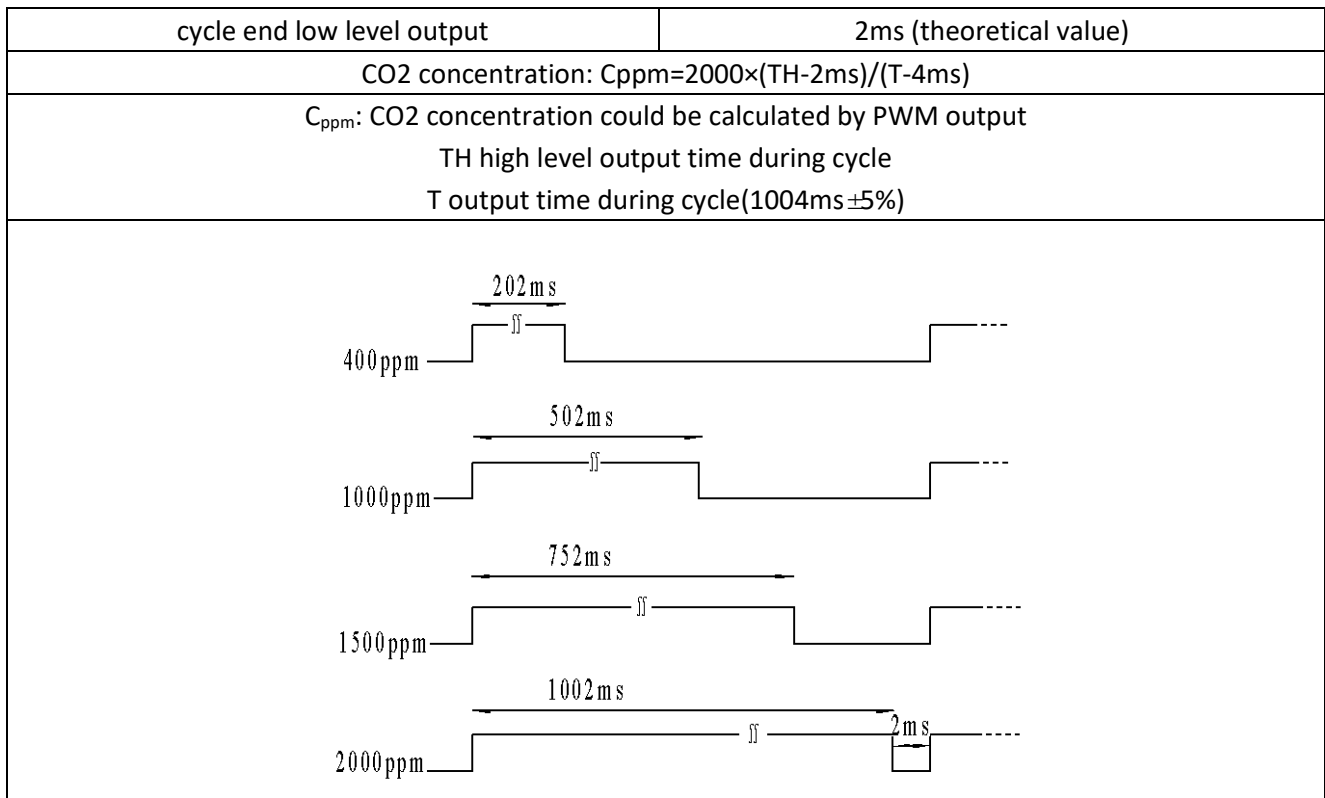 cycle end low level output 2ms (theoretical value)
CO2 concentration: Cppm=2000×(TH-2ms)/(T-4ms)
Cppm: CO2 concentration could be calculated by PWM output
TH high level output time during cycle
T output time during cycle(1004ms±5%)
202ms
400ppm
502ms
1000ppm
752ms
1500ppm
1002ms
2ms
2000ppm